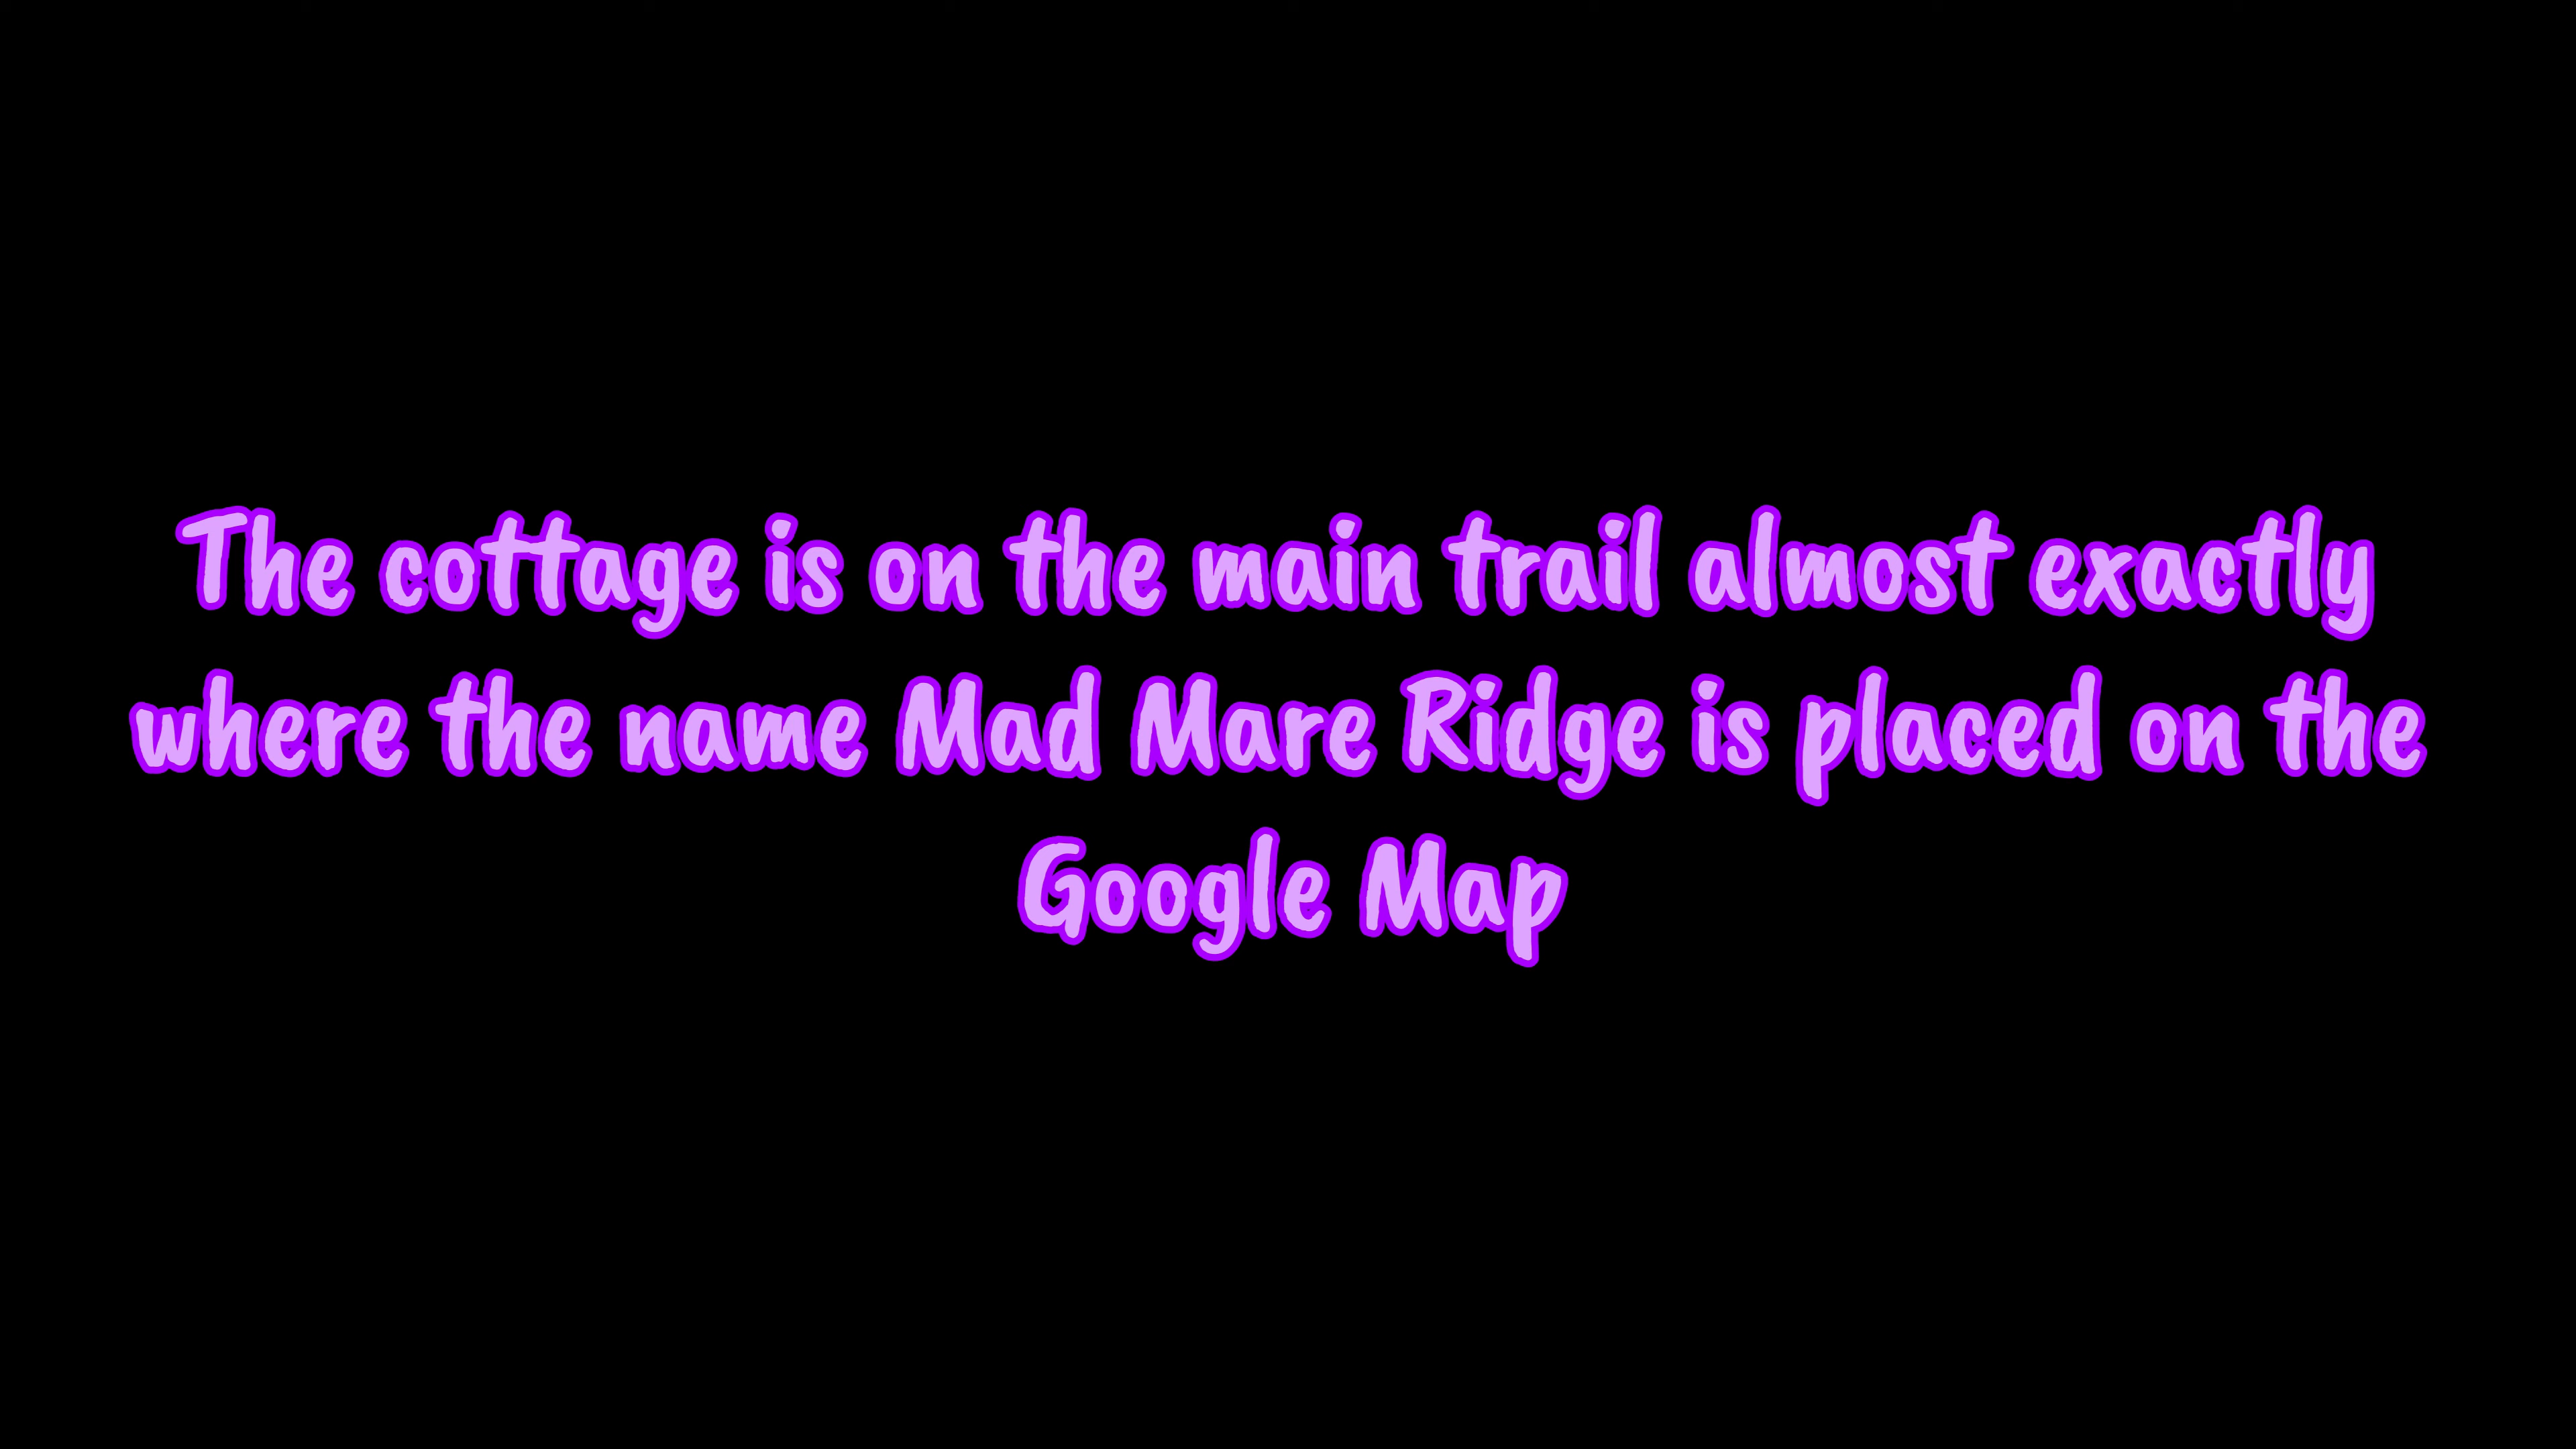 The cottage is on the main trail almost exactly
where the name Mad Mare Ridge is placed on the
Google Map